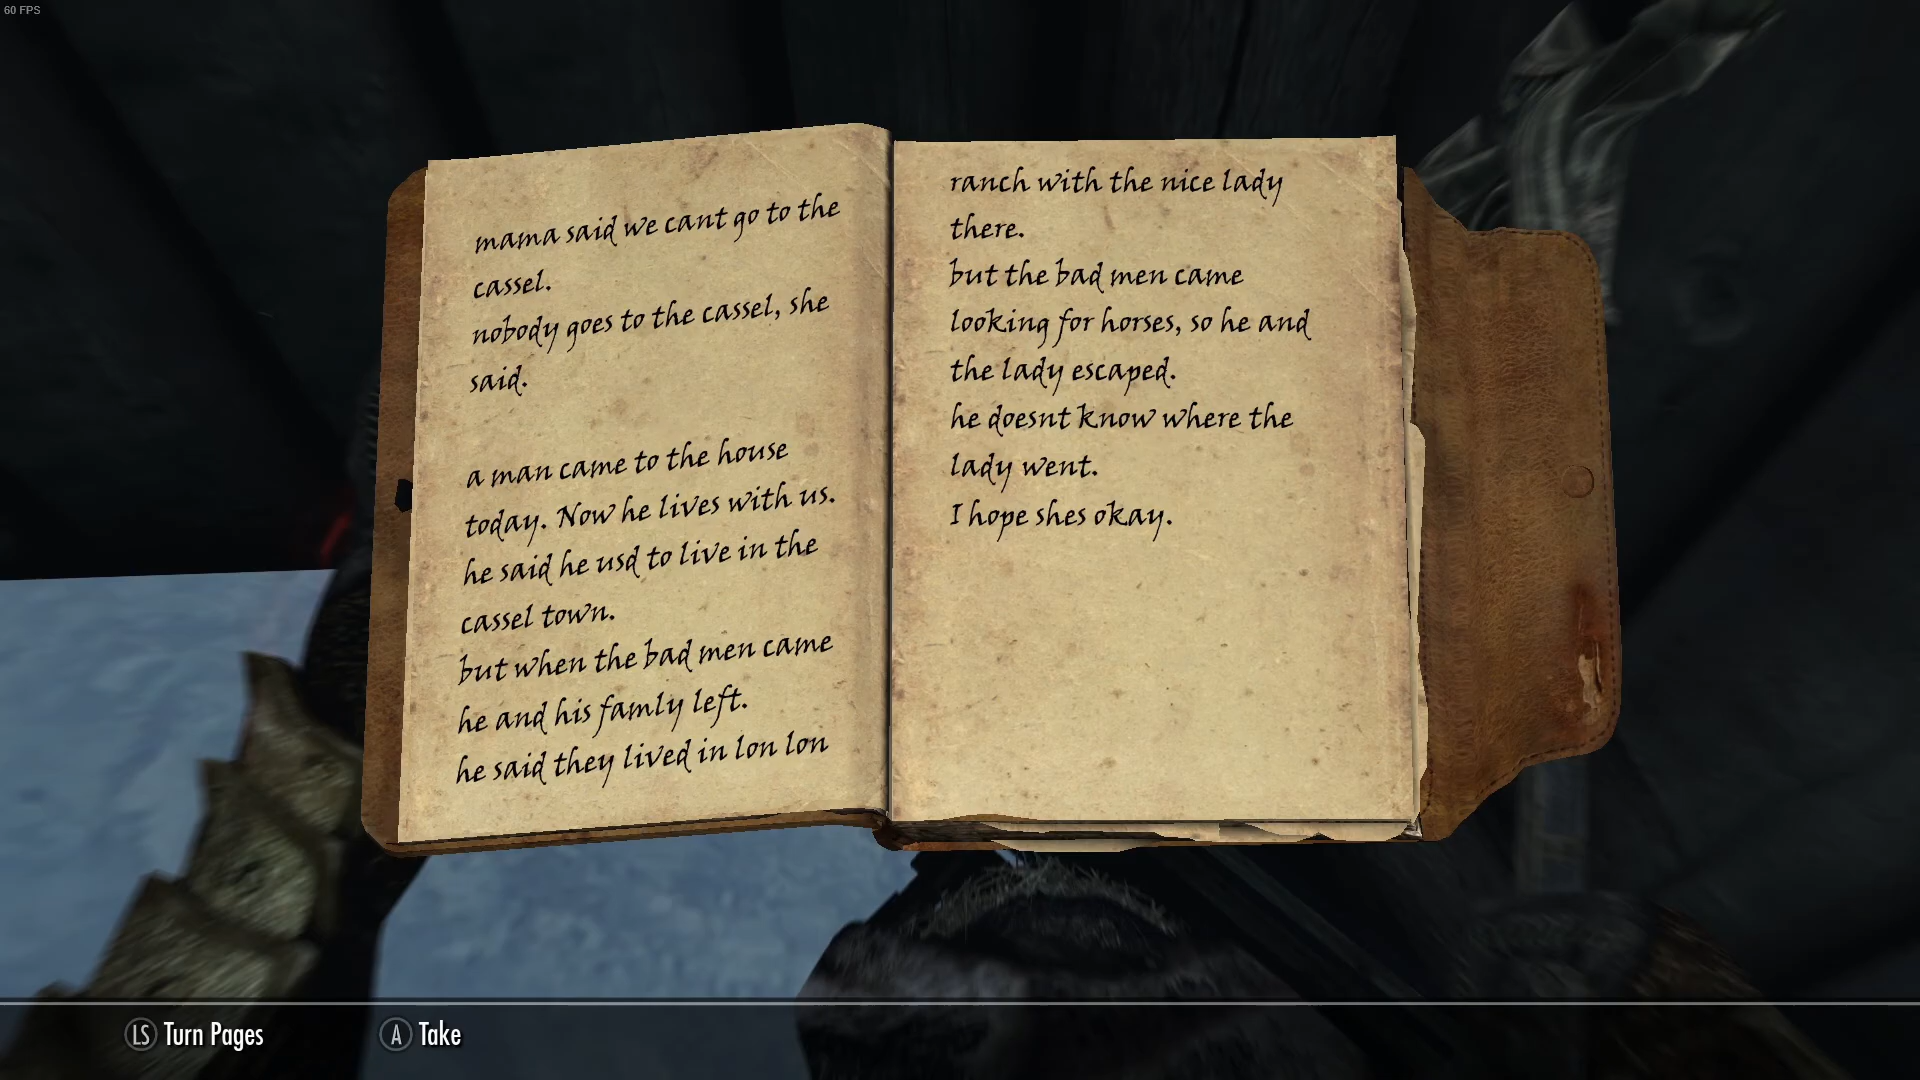 60 FPS
mama said we cant go to the
cassel.
nobody goes to the cassel, she
said.
a man came to the house
today. Now he lives with us.
he said he usd to live in the
cassel town.
but when the bad men came
he and his famly left.
he said they lived in lon lon
ranch with the nice lady
there.
but the bad men came
looking for horses, so he and
the lady escaped.
he doesnt know where the
lady went.
I hope shes okay.
LS Turn Pages
A Take